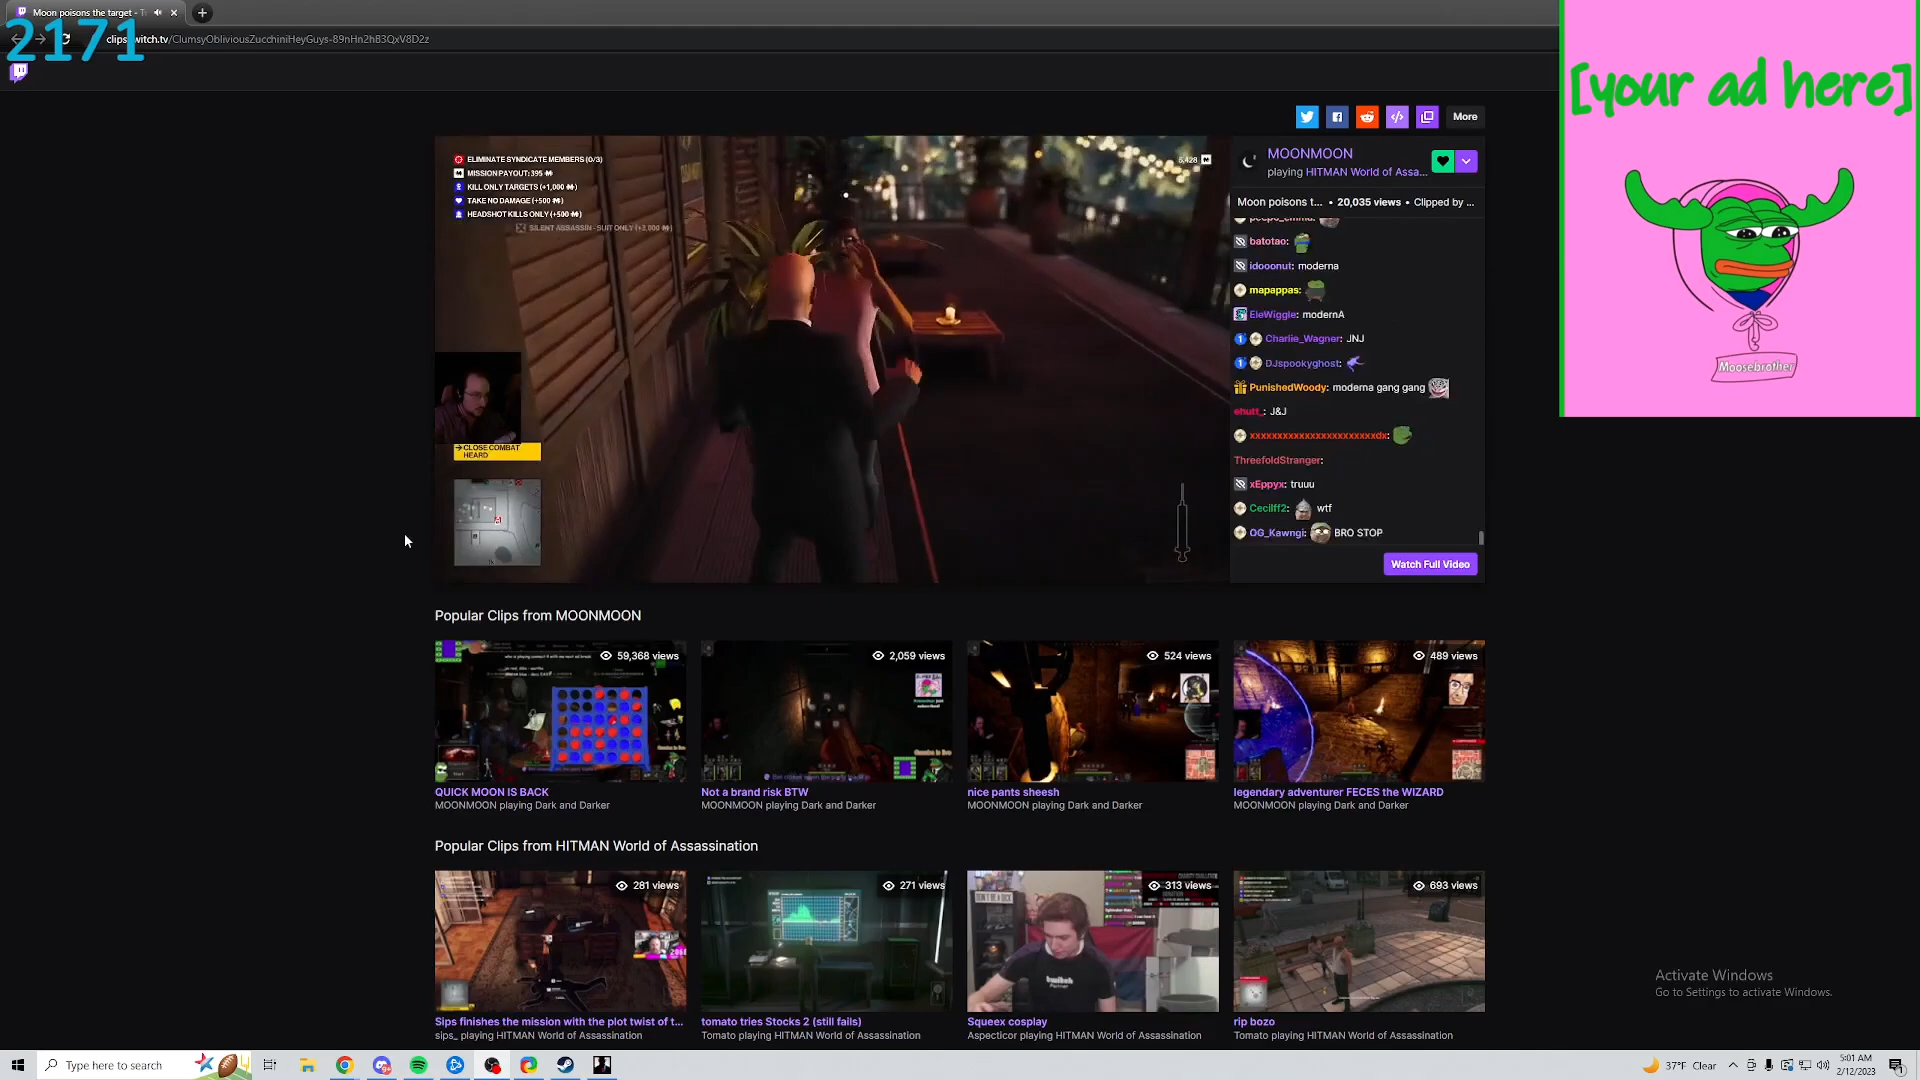 Moon poisons the target - T
2171
/ClumsyObliviousZucchiniHeyGuys-89nHn2hB3QxV8D2z
[your ad here]
Moosebrother
More
ELIMINATE SYNDICATE MEMBERS (0/3)
MISSION PAYOUT: 395
KILL ONLY TARGETS (+1,000)
TAKE NO DAMAGE (+500)
HEADSHOT KILLS ONLY (+500)
SILENT ASSASSIN - SUIT ONLY (+3,000)
5,428
CLOSE COMBAT
HEARD
MOONMOON
playing HITMAN World of Assa...
Moon poisons t... • 20,035 views • Clipped by ...
batotao:
idooonut: moderna
mapappas:
EleWiggle: modernA
Charlie_Wagner: JNJ
DJspookyghost:
PunishedWoody: moderna gang gang
ehutt_: J&J
ThreefoldStranger:
xEppyx: truuu
Cecilff2: wtf
OG_Kawngi: BRO STOP
Watch Full Video
Popular Clips from MOONMOON
59,368 views
2,059 views
524 views
489 views
QUICK MOON IS BACK
MOONMOON playing Dark and Darker
Not a brand risk BTW
MOONMOON playing Dark and Darker
nice pants sheesh
MOONMOON playing Dark and Darker
legendary adventurer FECES the WIZARD
MOONMOON playing Dark and Darker
Popular Clips from HITMAN World of Assassination
281 views
271 views
313 views
693 views
Sips finishes the mission with the plot twist of t...
sips_ playing HITMAN World of Assassination
tomato tries Stocks 2 (still fails)
Tomato playing HITMAN World of Assassination
Squeex cosplay
Aspecticor playing HITMAN World of Assassination
rip bozo
Tomato playing HITMAN World of Assassination
Activate Windows
Go to Settings to activate Windows.
Type here to search
37°F Clear
5:01 AM
2/12/2023